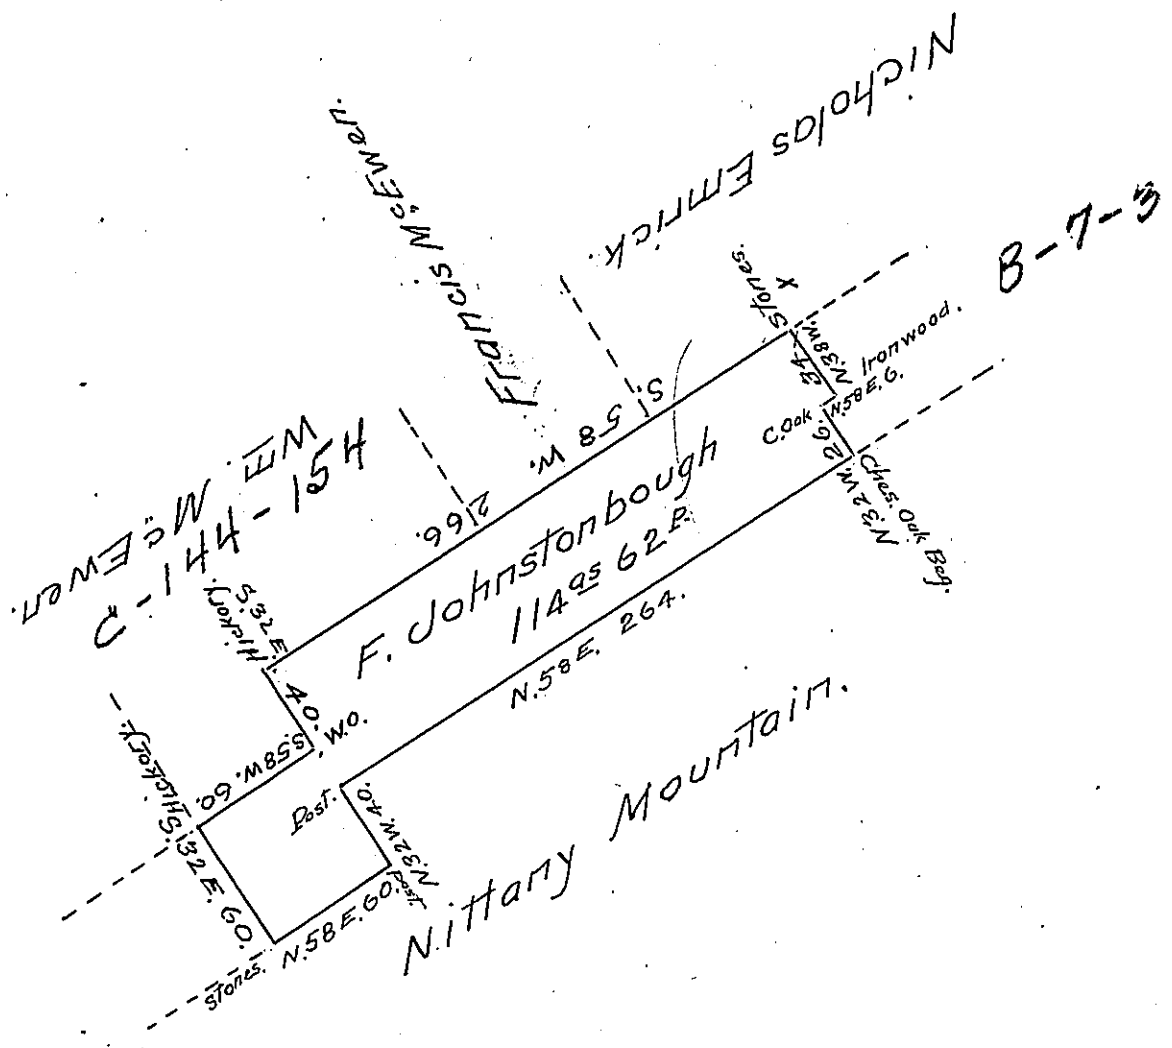 Nicholas Emrick.
Francis McEwen.
B-7-3
Wm. McEwen.
C-144-154
X
Stones.
N.38W.
34
Ironwood.
N.58E.6.
C.Oak
N.32W. 26.
Ches. Oak Beg.
S. 58 W. 266.
F. Johnstonbough
114as 62P.
N.58E. 264.
Hickory.
S.32E. 40.
W.O.
S.58W. 60.
Hickory.
S.32E. 60.
Stones.
N.58E.60.
Post.
N.32W.40.
Post.
Nittany Mountain.